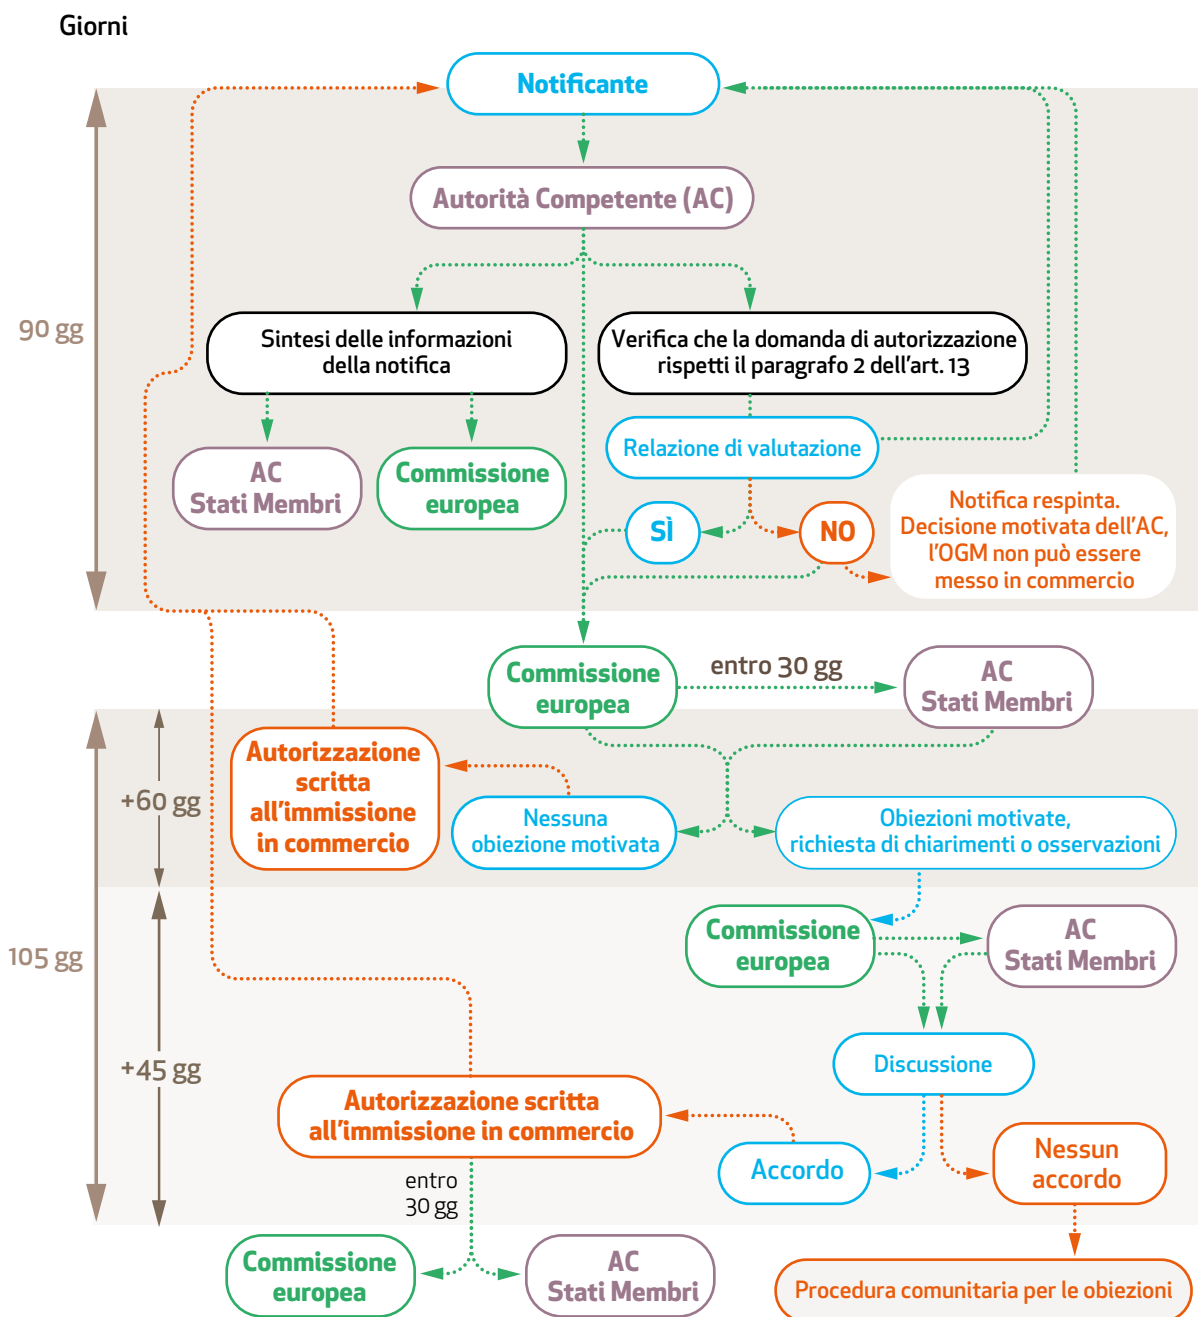 Giorni
Notificante
Autorità Competente (AC)
90 gg
Sintesi delle informazioni
della notifica
Verifica che la domanda di autorizzazione
rispetti il paragrafo 2 dell'art. 13
AC
Stati Membri
Commissione
europea
Relazione di valutazione
SÌ
NO
Notifica respinta.
Decisione motivata dell'AC,
l'OGM non può essere
messo in commercio
Commissione
europea
entro 30 gg
AC
Stati Membri
105 gg
+60 gg
Autorizzazione
scritta
all'immissione
in commercio
Nessuna
obiezione motivata
Obiezioni motivate,
richiesta di chiarimenti o osservazioni
Commissione
europea
AC
Stati Membri
+45 gg
Discussione
Autorizzazione scritta
all'immissione in commercio
Accordo
Nessun
accordo
entro
30 gg
Commissione
europea
AC
Stati Membri
Procedura comunitaria per le obiezioni